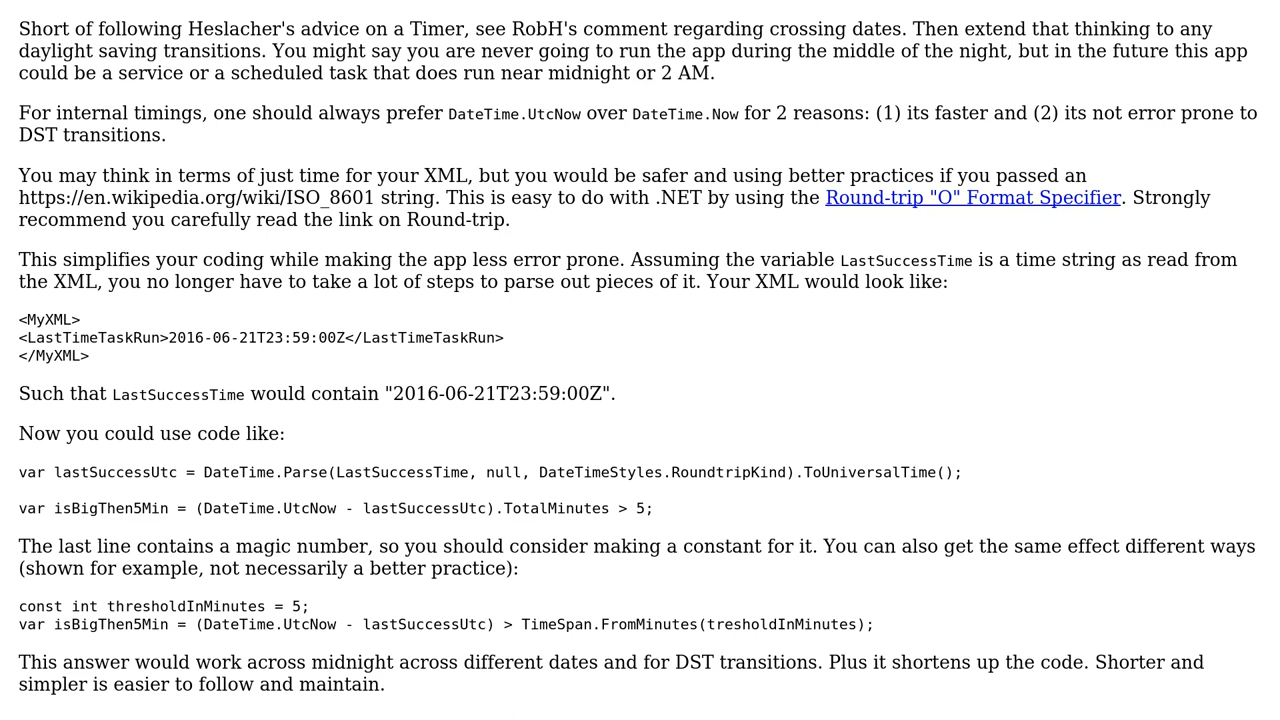 Short of following Heslacher's advice on a Timer, see RobH's comment regarding crossing dates. Then extend that thinking to any
daylight saving transitions. You might say you are never going to run the app during the middle of the night, but in the future this app
could be a service or a scheduled task that does run near midnight or 2 AM.
For internal timings, one should always prefer DateTime.UtcNow over DateTime.Now for 2 reasons: (1) its faster and (2) its not error prone to
DST transitions.
You may think in terms of just time for your XML, but you would be safer and using better practices if you passed an
https://en.wikipedia.org/wiki/ISO_8601 string. This is easy to do with .NET by using the Round-trip "O" Format Specifier. Strongly
recommend you carefully read the link on Round-trip.
This simplifies your coding while making the app less error prone. Assuming the variable LastSuccessTime is a time string as read from
the XML, you no longer have to take a lot of steps to parse out pieces of it. Your XML would look like:
<MyXML>
<LastTimeTaskRun>2016-06-21T23:59:00Z</LastTimeTaskRun>
</MyXML>
Such that LastSuccessTime would contain "2016-06-21T23:59:00Z".
Now you could use code like:
var lastSuccessUtc = DateTime.Parse(LastSuccessTime, null, DateTimeStyles.RoundtripKind).ToUniversalTime();
var isBigThen5Min = (DateTime.UtcNow - lastSuccessUtc).TotalMinutes > 5;
The last line contains a magic number, so you should consider making a constant for it. You can also get the same effect different ways
(shown for example, not necessarily a better practice):
const int thresholdInMinutes = 5;
var isBigThen5Min = (DateTime.UtcNow - lastSuccessUtc) > TimeSpan.FromMinutes(tresholdInMinutes);
This answer would work across midnight across different dates and for DST transitions. Plus it shortens up the code. Shorter and
simpler is easier to follow and maintain.